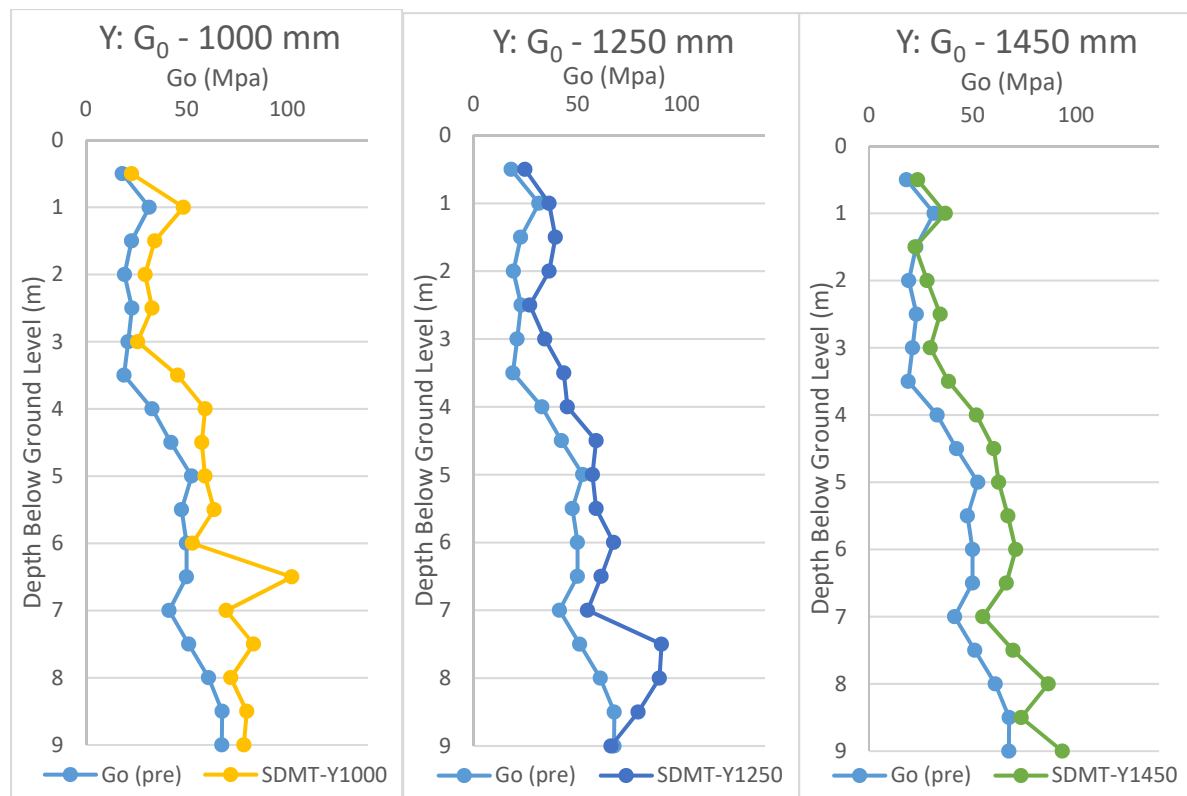 Y: G₀ - 1000 mm
Go (Mpa)
0 50 100
0
1
2
3
4
5
6
7
8
9
Depth Below Ground Level (m)
Go (pre) SDMT-Y1000
Y: G₀ - 1250 mm
Go (Mpa)
0 50 100
0
1
2
3
4
5
6
7
8
9
Depth Below Ground Level (m)
Go (pre) SDMT-Y1250
Y: G₀ - 1450 mm
Go (Mpa)
0 50 100
0
1
2
3
4
5
6
7
8
9
Depth Below Ground Level (m)
Go (pre) SDMT-Y1450